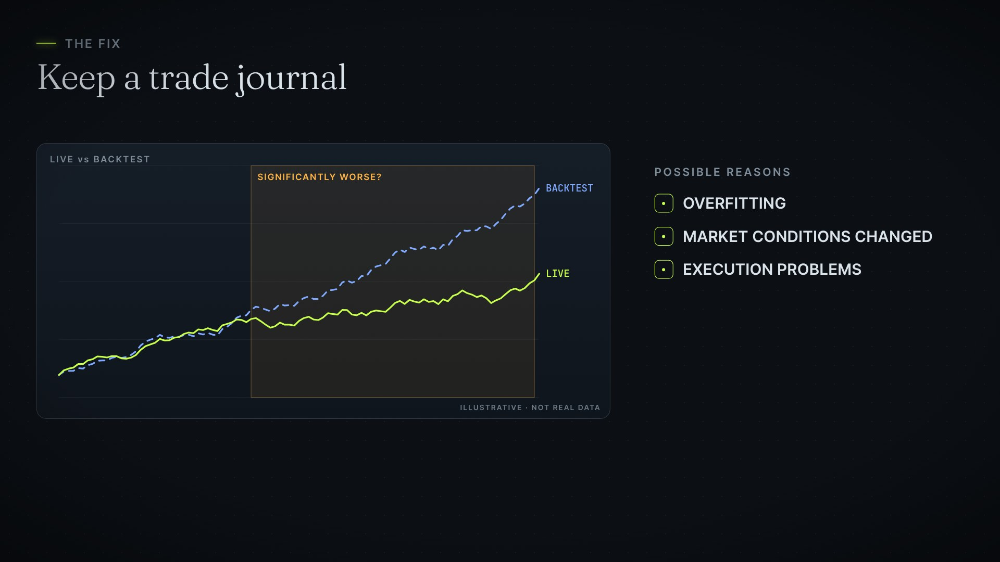 THE FIX
Keep a trade journal
LIVE vs BACKTEST
SIGNIFICANTLY WORSE?
BACKTEST
LIVE
ILLUSTRATIVE · NOT REAL DATA
POSSIBLE REASONS
OVERFITTING
MARKET CONDITIONS CHANGED
EXECUTION PROBLEMS